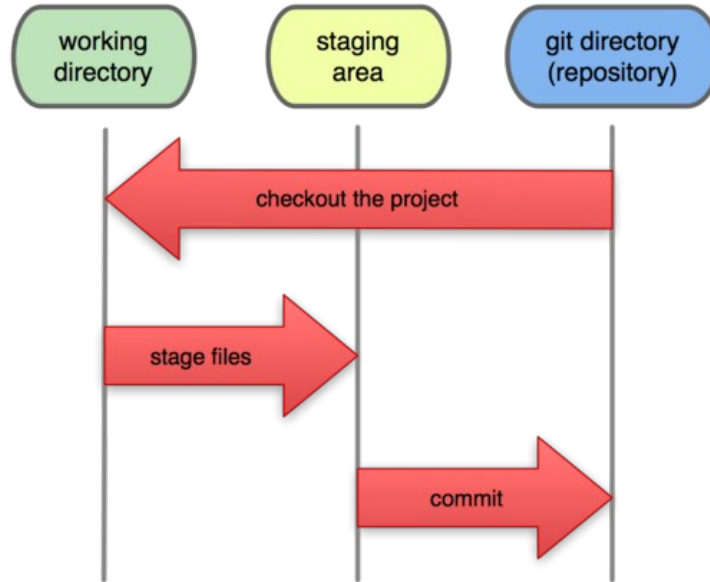 working
directory
staging
area
git directory
(repository)
checkout the project
stage files
commit